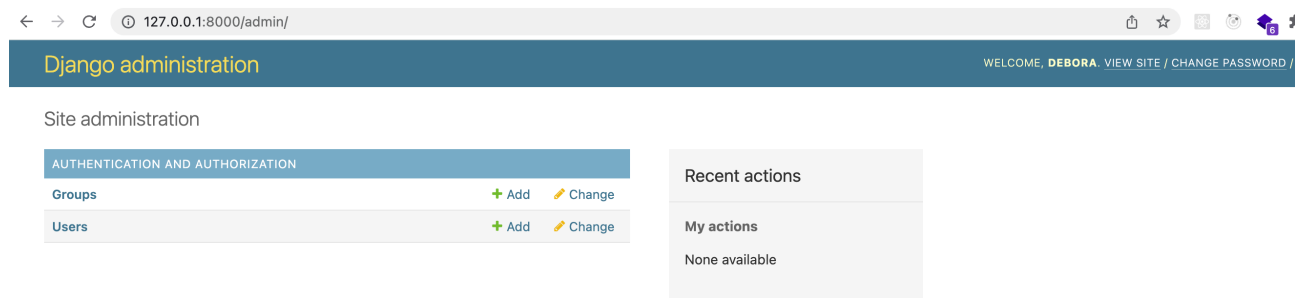 127.0.0.1:8000/admin/
6
Django administration
WELCOME, DEBORA. VIEW SITE / CHANGE PASSWORD /
Site administration
AUTHENTICATION AND AUTHORIZATION
Groups + Add Change
Users + Add Change
Recent actions
My actions
None available